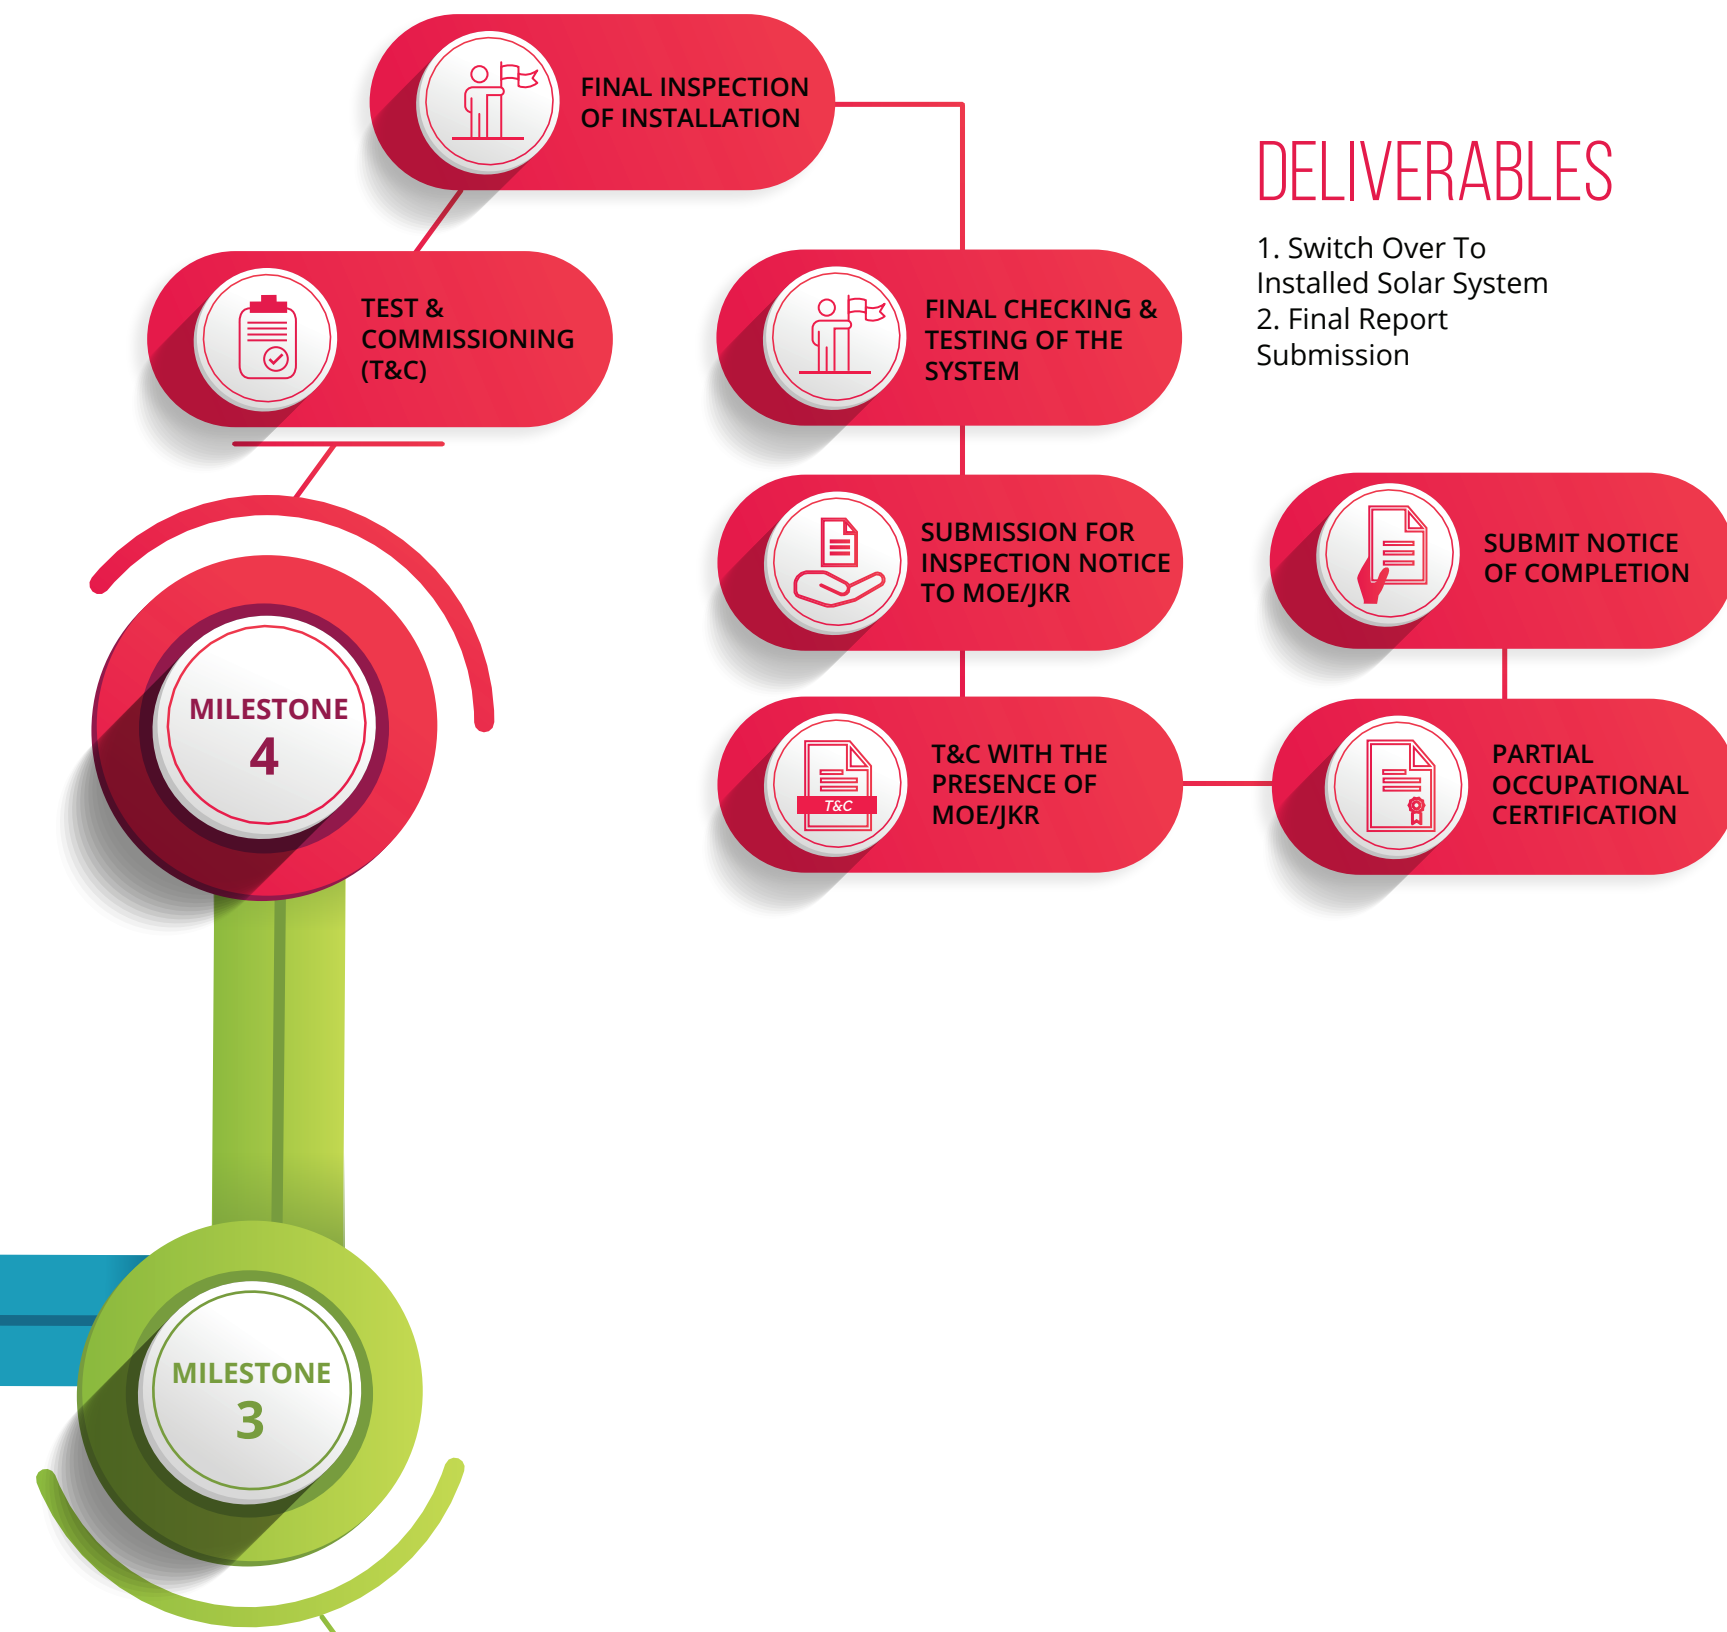 FINAL INSPECTION
OF INSTALLATION
DELIVERABLES
1. Switch Over To
Installed Solar System
2. Final Report
Submission
TEST &
COMMISSIONING
(T&C)
FINAL CHECKING &
TESTING OF THE
SYSTEM
SUBMISSION FOR
INSPECTION NOTICE
TO MOE/JKR
SUBMIT NOTICE
OF COMPLETION
MILESTONE
4
T&C
T&C WITH THE
PRESENCE OF
MOE/JKR
PARTIAL
OCCUPATIONAL
CERTIFICATION
MILESTONE
3